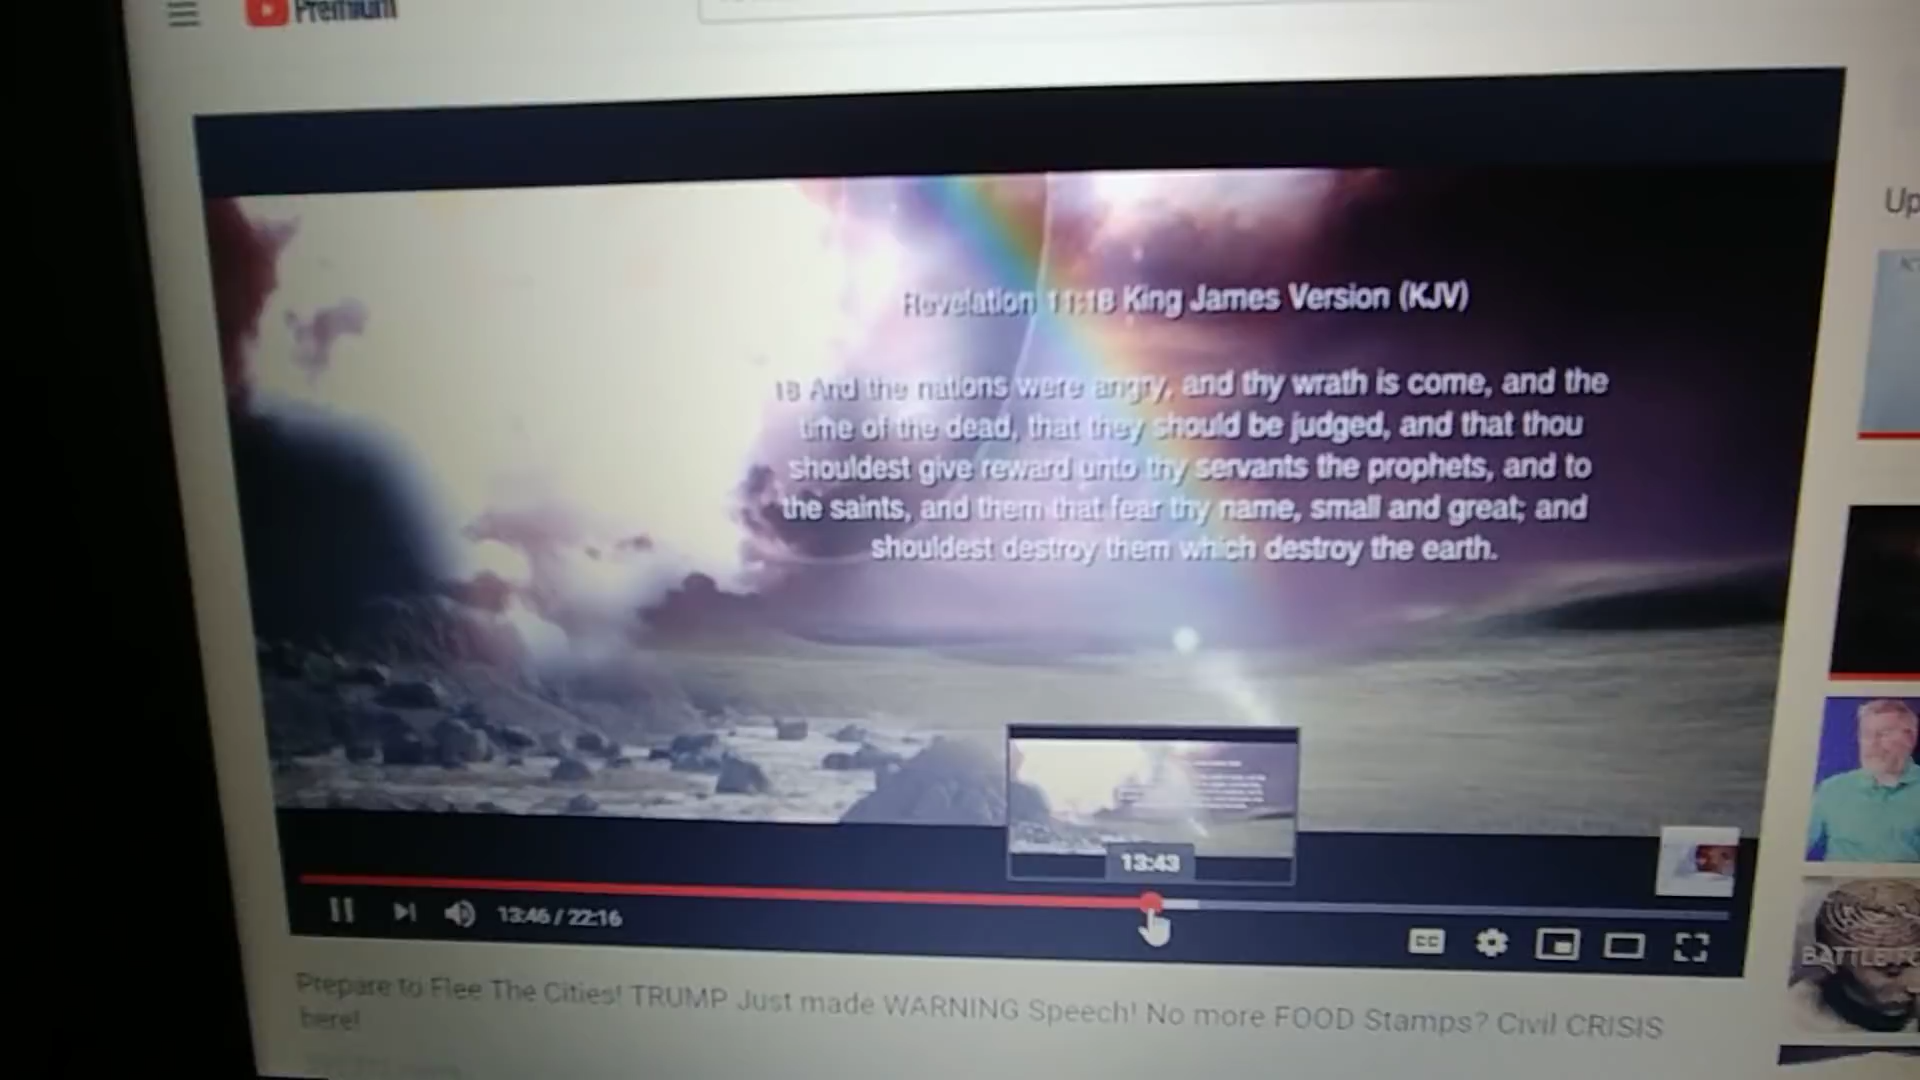 Premium
Up
Revelation 11:18 King James Version (KJV)
18 And the nations were angry, and thy wrath is come, and the
time of the dead, that they should be judged, and that thou
shouldest give reward unto thy servants the prophets, and to
the saints, and them that fear thy name, small and great; and
shouldest destroy them which destroy the earth.
13:43
13:46 / 22:16
CC
BATTLE FO
Prepare to Flee The Cities! TRUMP Just made WARNING Speech! No more FOOD Stamps? Civil CRISIS
here!